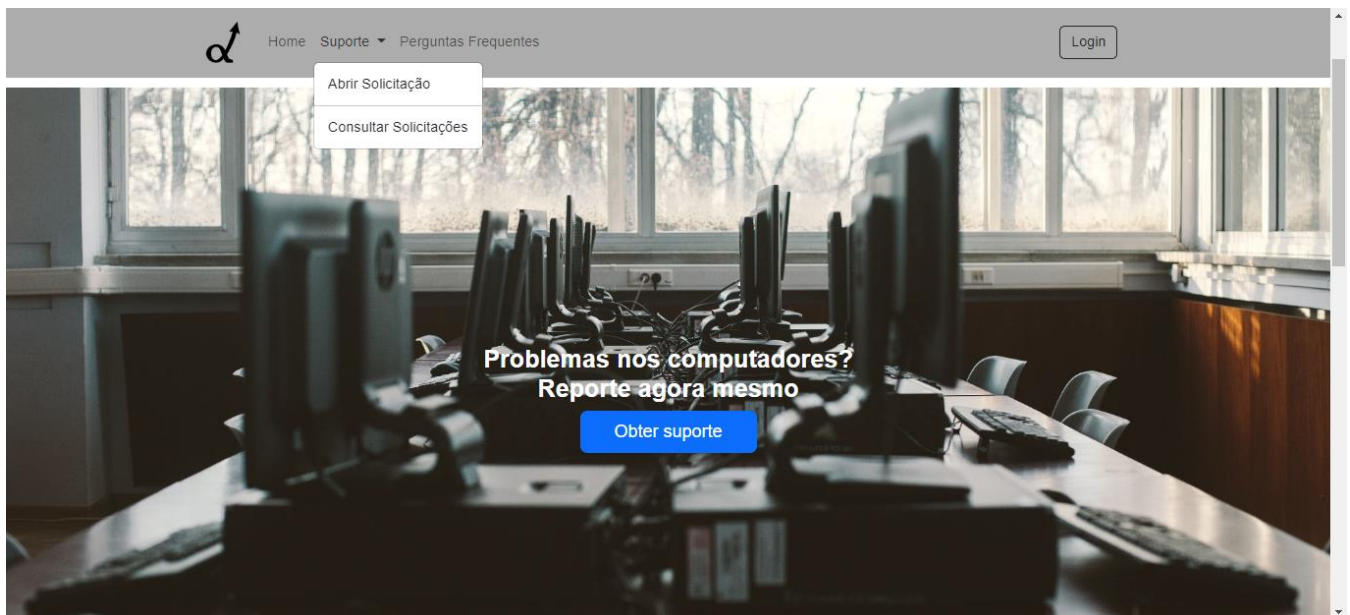 Home Suporte Perguntas Frequentes Login
Abrir Solicitação
Consultar Solicitações
Problemas nos computadores?
Reporte agora mesmo
Obter suporte